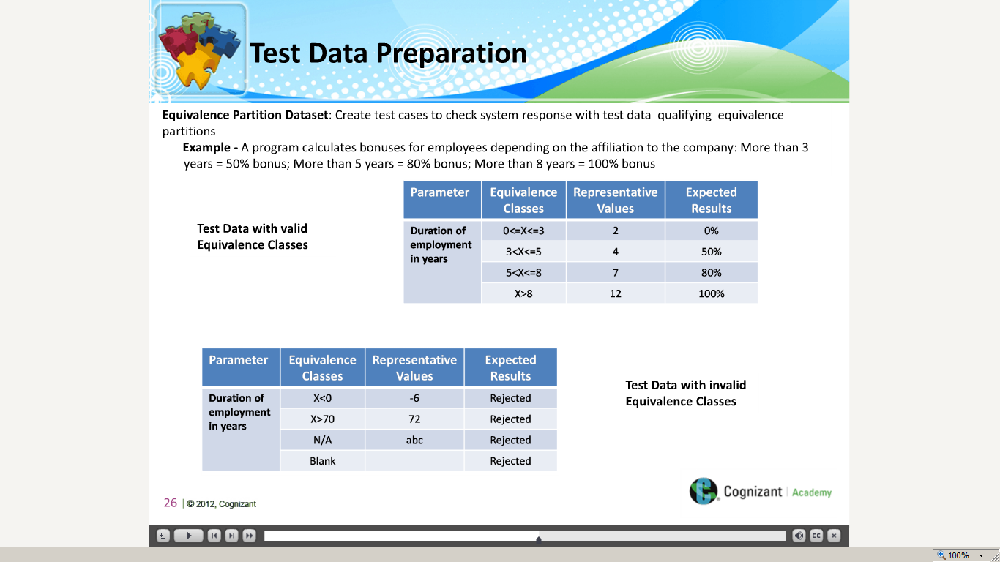 Test Data Preparation
Equivalence Partition Dataset: Create test cases to check system response with test data qualifying equivalence
partitions
Example - A program calculates bonuses for employees depending on the affiliation to the company: More than 3
years = 50% bonus; More than 5 years = 80% bonus; More than 8 years = 100% bonus
Test Data with valid
Equivalence Classes
Parameter Equivalence Classes Representative Values Expected Results
Duration of employment in years
0<=X<=3 2 0%
3<X<=5 4 50%
5<X<=8 7 80%
X>8 12 100%
Parameter Equivalence Classes Representative Values Expected Results
Duration of employment in years
X<0 -6 Rejected
X>70 72 Rejected
N/A abc Rejected
Blank Rejected
Test Data with invalid
Equivalence Classes
Cognizant | Academy
26 | © 2012, Cognizant
CC
100%